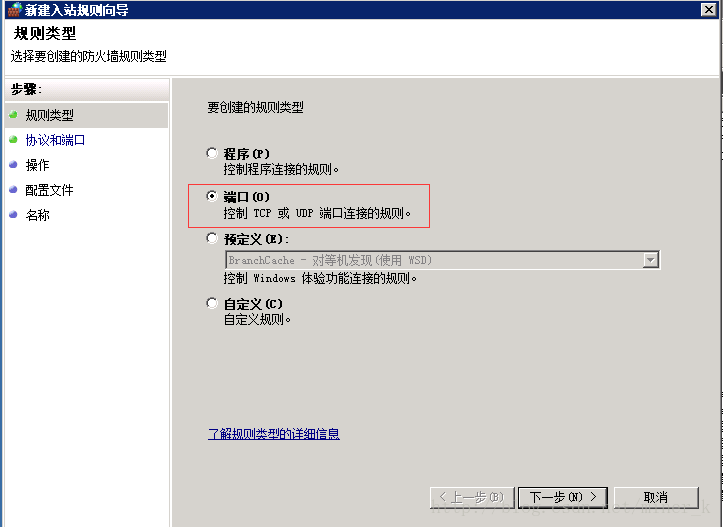 新建入站规则向导
规则类型
选择要创建的防火墙规则类型
步骤:
规则类型
协议和端口
操作
配置文件
名称
要创建的规则类型
程序(P)
控制程序连接的规则。
端口(O)
控制 TCP 或 UDP 端口连接的规则。
预定义(E):
BranchCache - 对等机发现(使用 WSD)
控制 Windows 体验功能连接的规则。
自定义(C)
自定义规则。
了解规则类型的详细信息
< 上一步(B)
下一步(N) >
取消